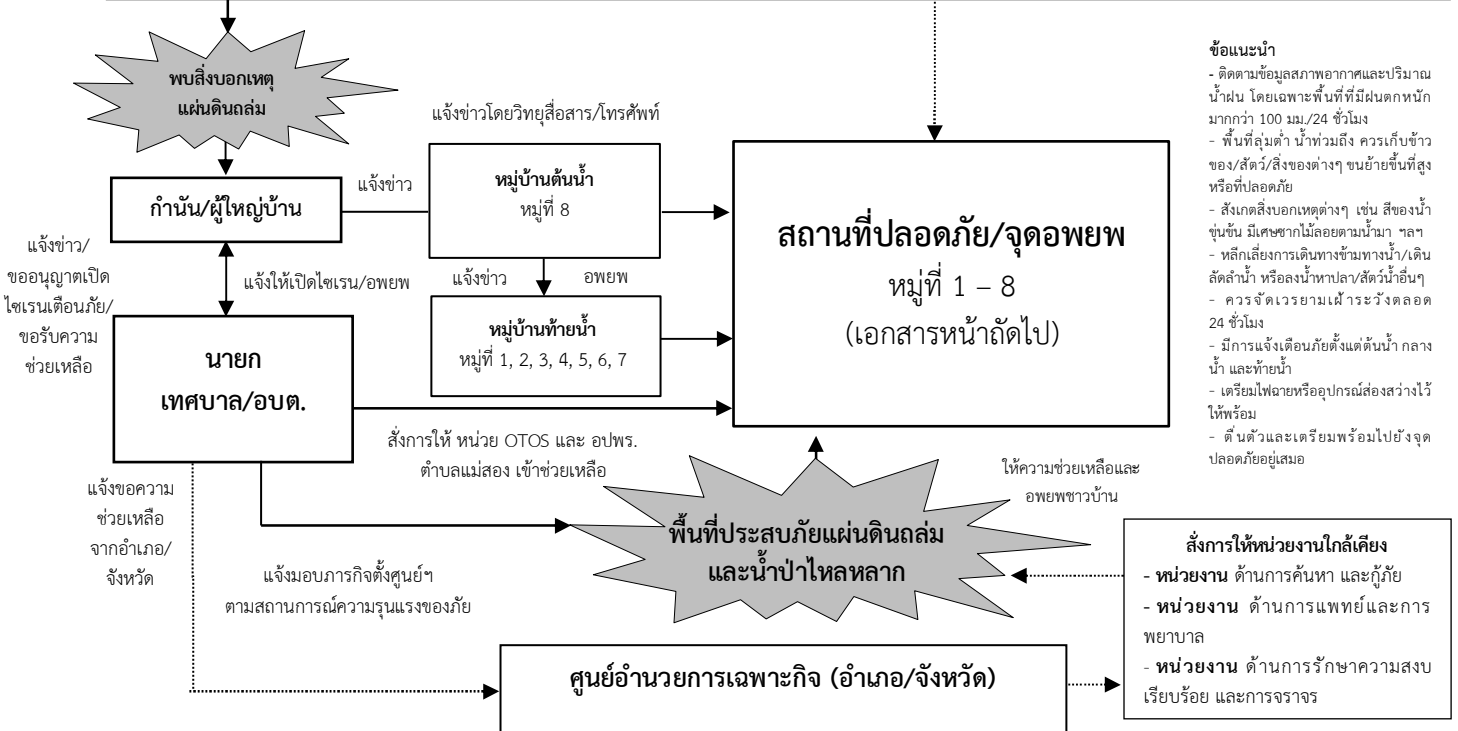 พบสิ่งบอกเหตุ
แผ่นดินถล่ม
กำนัน/ผู้ใหญ่บ้าน
แจ้งข่าว
แจ้งข่าวโดยวิทยุสื่อสาร/โทรศัพท์
หมู่บ้านต้นน้ำ
หมู่ที่ 8
แจ้งข่าว
อพยพ
หมู่บ้านท้ายน้ำ
หมู่ที่ 1, 2, 3, 4, 5, 6, 7
สถานที่ปลอดภัย/จุดอพยพ
หมู่ที่ 1 – 8
(เอกสารหน้าถัดไป)
แจ้งข่าว/
ขออนุญาตเปิด
ไซเรนเตือนภัย/
ขอรับความ
ช่วยเหลือ
แจ้งให้เปิดไซเรน/อพยพ
นายก
เทศบาล/อบต.
สั่งการให้ หน่วย OTOS และ อปพร.
ตำบลแม่สอง เข้าช่วยเหลือ
แจ้งขอความ
ช่วยเหลือ
จากอำเภอ/
จังหวัด
แจ้งมอบภารกิจตั้งศูนย์ฯ
ตามสถานการณ์ความรุนแรงของภัย
พื้นที่ประสบภัยแผ่นดินถล่ม
และน้ำป่าไหลหลาก
ให้ความช่วยเหลือและ
อพยพชาวบ้าน
ศูนย์อำนวยการเฉพาะกิจ (อำเภอ/จังหวัด)
สั่งการให้หน่วยงานใกล้เคียง
- หน่วยงาน ด้านการค้นหา และกู้ภัย
- หน่วยงาน ด้านการแพทย์และการ
พยาบาล
- หน่วยงาน ด้านการรักษาความสงบ
เรียบร้อย และการจราจร
ข้อแนะนำ
- ติดตามข้อมูลสภาพอากาศและปริมาณ
น้ำฝน โดยเฉพาะพื้นที่ที่มีฝนตกหนัก
มากกว่า 100 มม./24 ชั่วโมง
- พื้นที่ลุ่มต่ำ น้ำท่วมถึง ควรเก็บข้าว
ของ/สัตว์/สิ่งของต่างๆ ขนย้ายขึ้นที่สูง
หรือที่ปลอดภัย
- สังเกตสิ่งบอกเหตุต่างๆ เช่น สีของน้ำ
ขุ่นข้น มีเศษซากไม้ลอยตามน้ำมา ฯลฯ
- หลีกเลี่ยงการเดินทางข้ามทางน้ำ/เดิน
ลัดลำน้ำ หรือลงน้ำหาปลา/สัตว์น้ำอื่นๆ
- ควรจัดเวรยามเฝ้าระวังตลอด
24 ชั่วโมง
- มีการแจ้งเตือนภัยตั้งแต่ต้นน้ำ กลาง
น้ำ และท้ายน้ำ
- เตรียมไฟฉายหรืออุปกรณ์ส่องสว่างไว้
ให้พร้อม
- ตื่นตัวและเตรียมพร้อมไปยังจุด
ปลอดภัยอยู่เสมอ